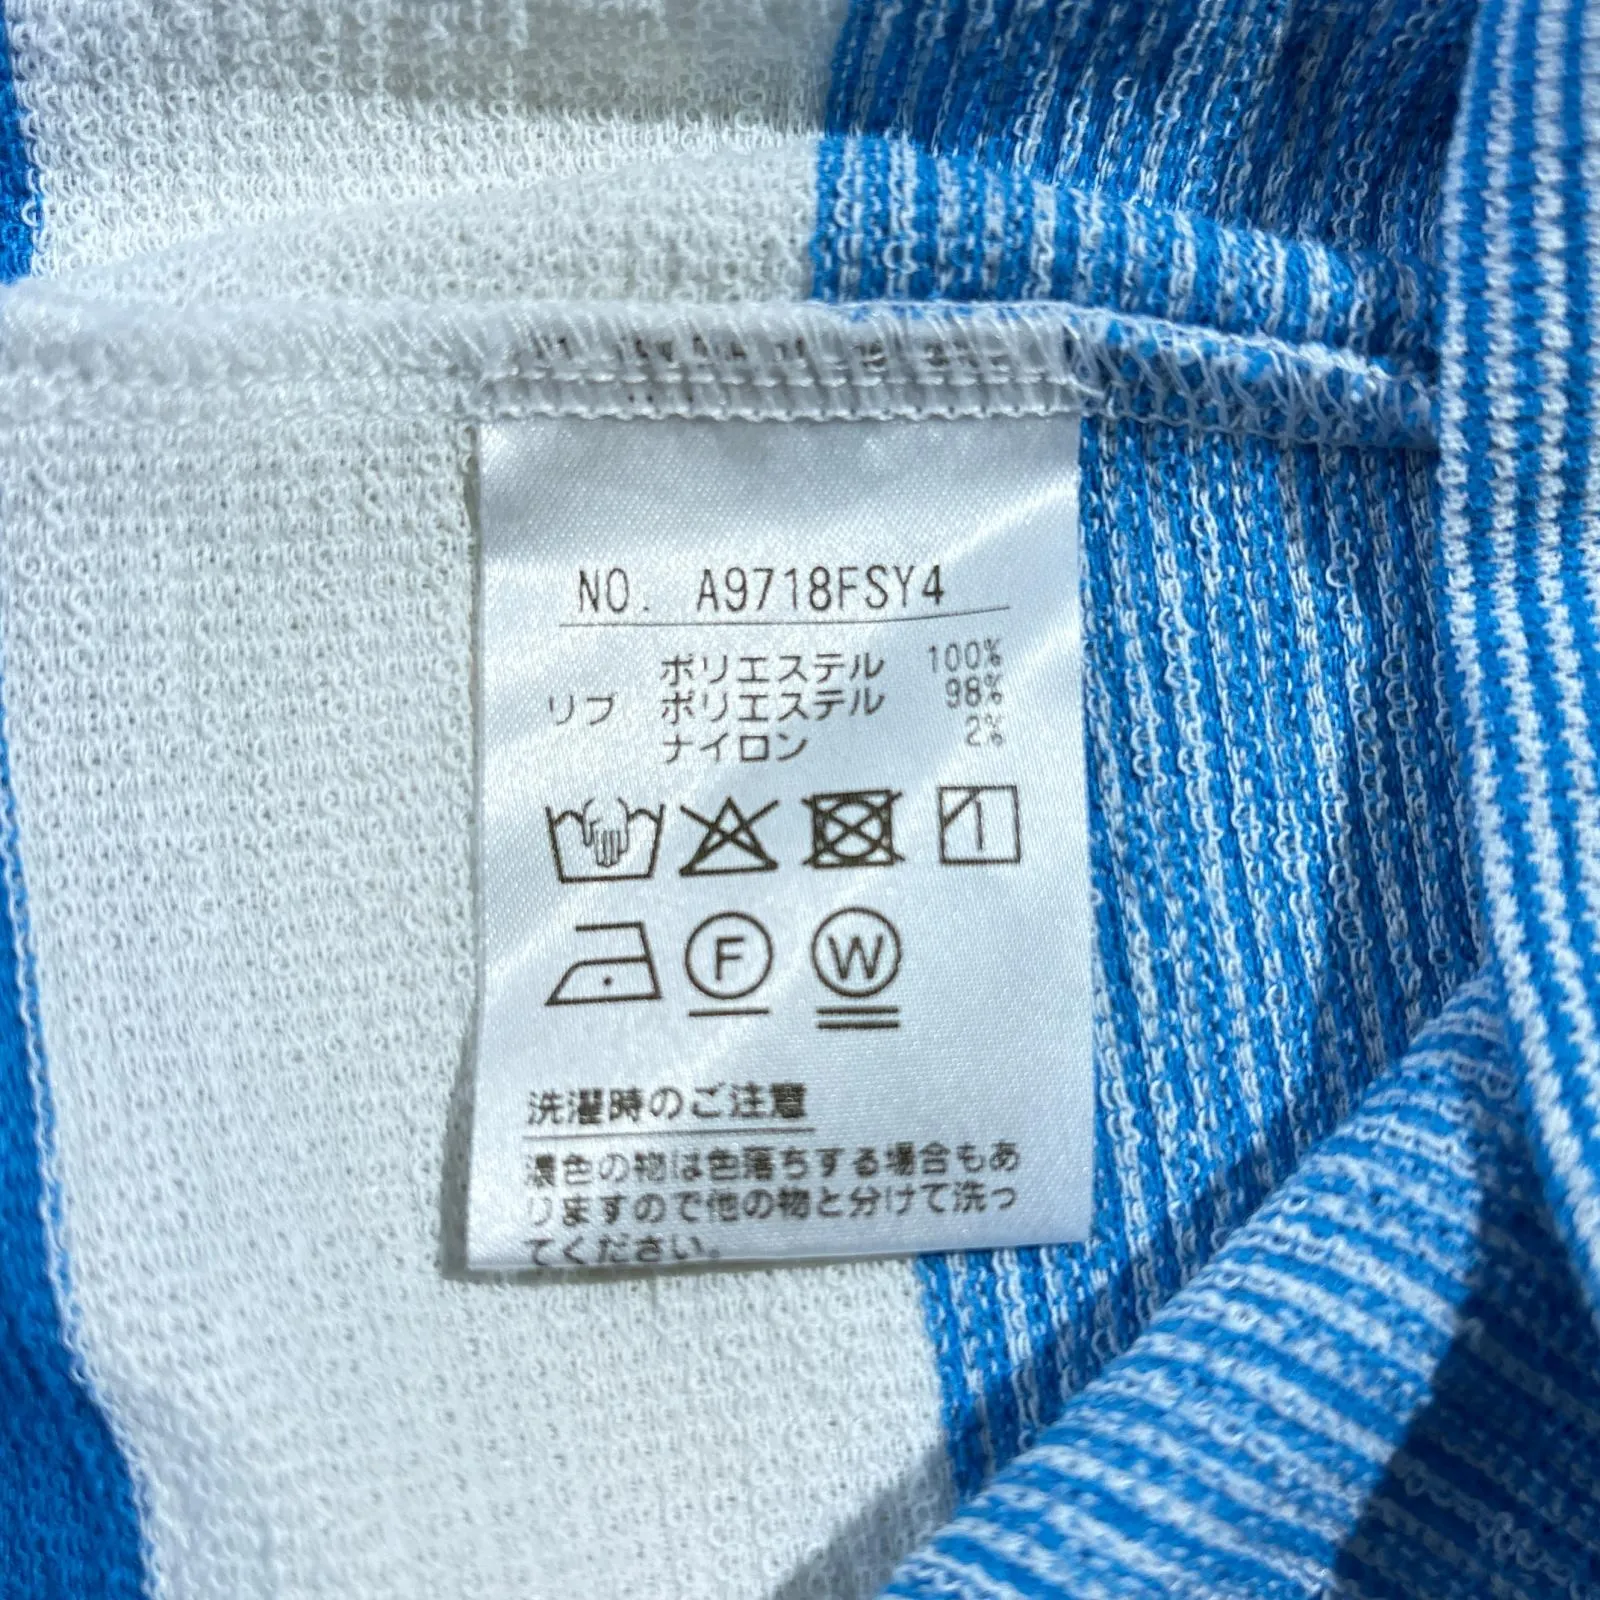 NO. A9718FSY4
ポリエステル 100%
リブ ポリエステル 98%
ナイロン 2%
F W
洗濯時のご注意
濃色の物は色落ちする場合もあ
りますので他の物と分けて洗っ
てください。